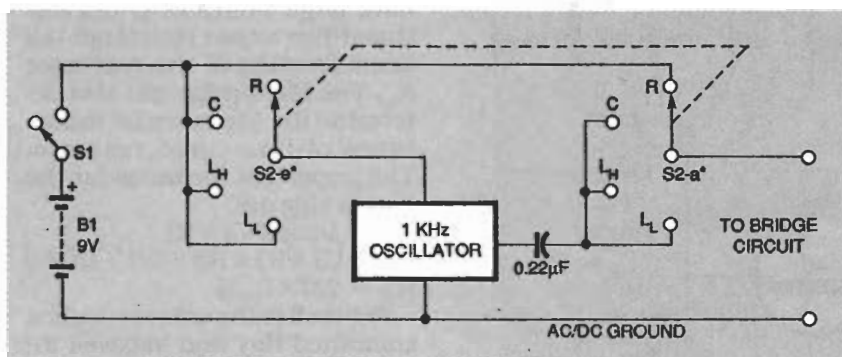 R
R
C
C
S1
S2-e*
S2-a*
LH
LH
+
LL
LL
B1
9V
1 KHz
OSCILLATOR
0.22µF
TO BRIDGE
CIRCUIT
AC/DC GROUND